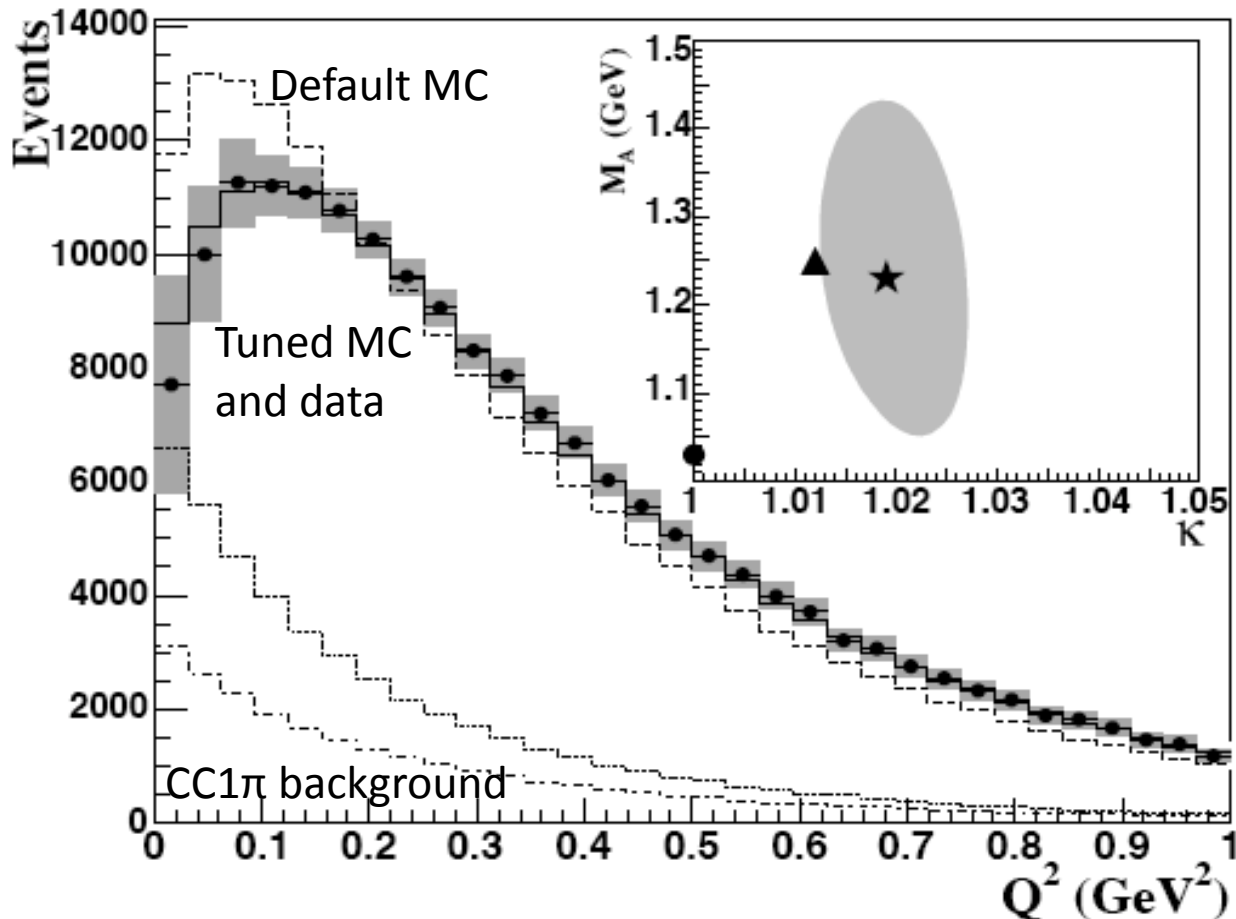 Events
14000
12000
10000
8000
6000
4000
2000
0
Default MC
Tuned MC
and data
CC1π background
0 0.1 0.2 0.3 0.4 0.5 0.6 0.7 0.8 0.9 1
Q² (GeV²)
M_A (GeV)
1.5
1.4
1.3
1.2
1.1
1 1.01 1.02 1.03 1.04 1.05
κ